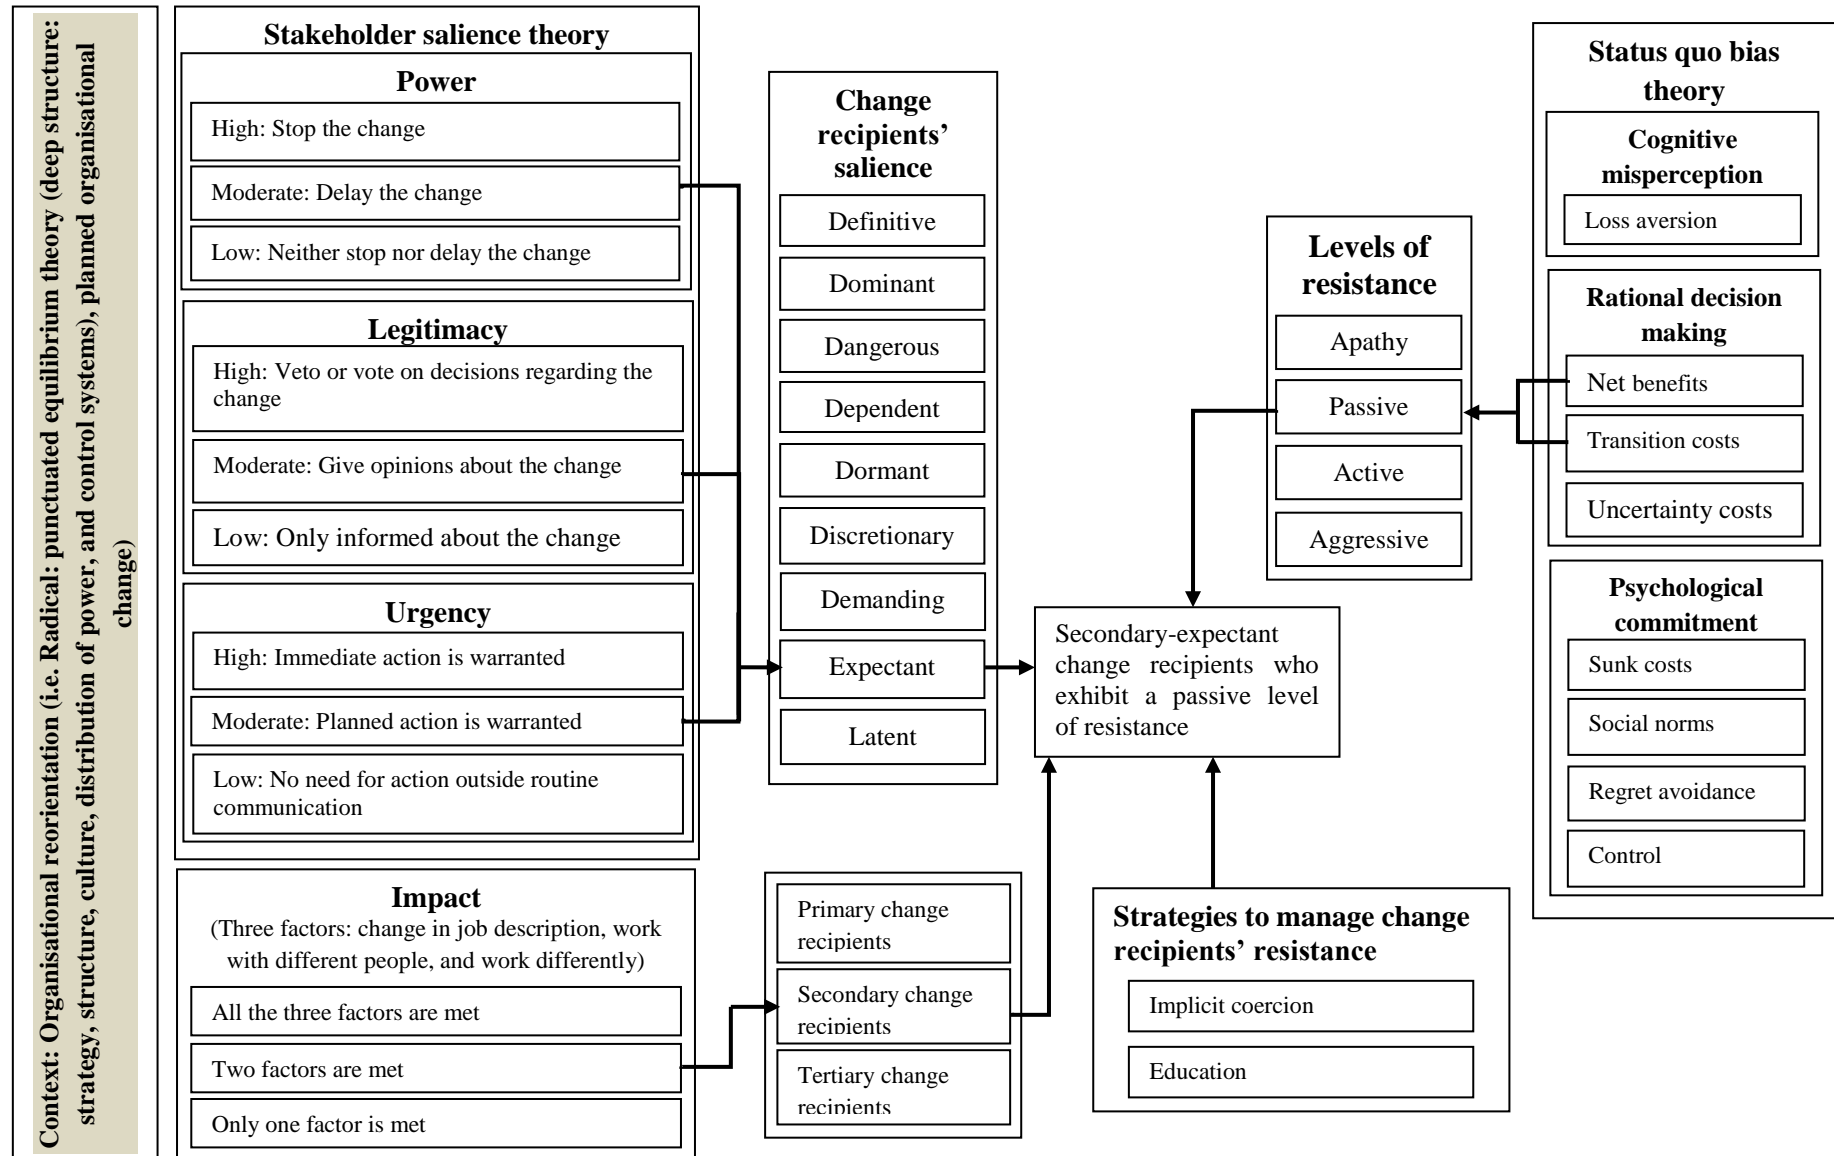 Context: Organisational reorientation (i.e. Radical: punctuated equilibrium theory (deep structure:
strategy, structure, culture, distribution of power, and control systems), planned organisational
change)
Stakeholder salience theory
Power
High: Stop the change
Moderate: Delay the change
Low: Neither stop nor delay the change
Legitimacy
High: Veto or vote on decisions regarding the
change
Moderate: Give opinions about the change
Low: Only informed about the change
Urgency
High: Immediate action is warranted
Moderate: Planned action is warranted
Low: No need for action outside routine
communication
Impact
(Three factors: change in job description, work
with different people, and work differently)
All the three factors are met
Two factors are met
Only one factor is met
Change
recipients’
salience
Definitive
Dominant
Dangerous
Dependent
Dormant
Discretionary
Demanding
Expectant
Latent
Primary change
recipients
Secondary change
recipients
Tertiary change
recipients
Secondary-expectant
change recipients who
exhibit a passive level
of resistance
Strategies to manage change
recipients’ resistance
Implicit coercion
Education
Levels of
resistance
Apathy
Passive
Active
Aggressive
Status quo bias
theory
Cognitive
misperception
Loss aversion
Rational decision
making
Net benefits
Transition costs
Uncertainty costs
Psychological
commitment
Sunk costs
Social norms
Regret avoidance
Control